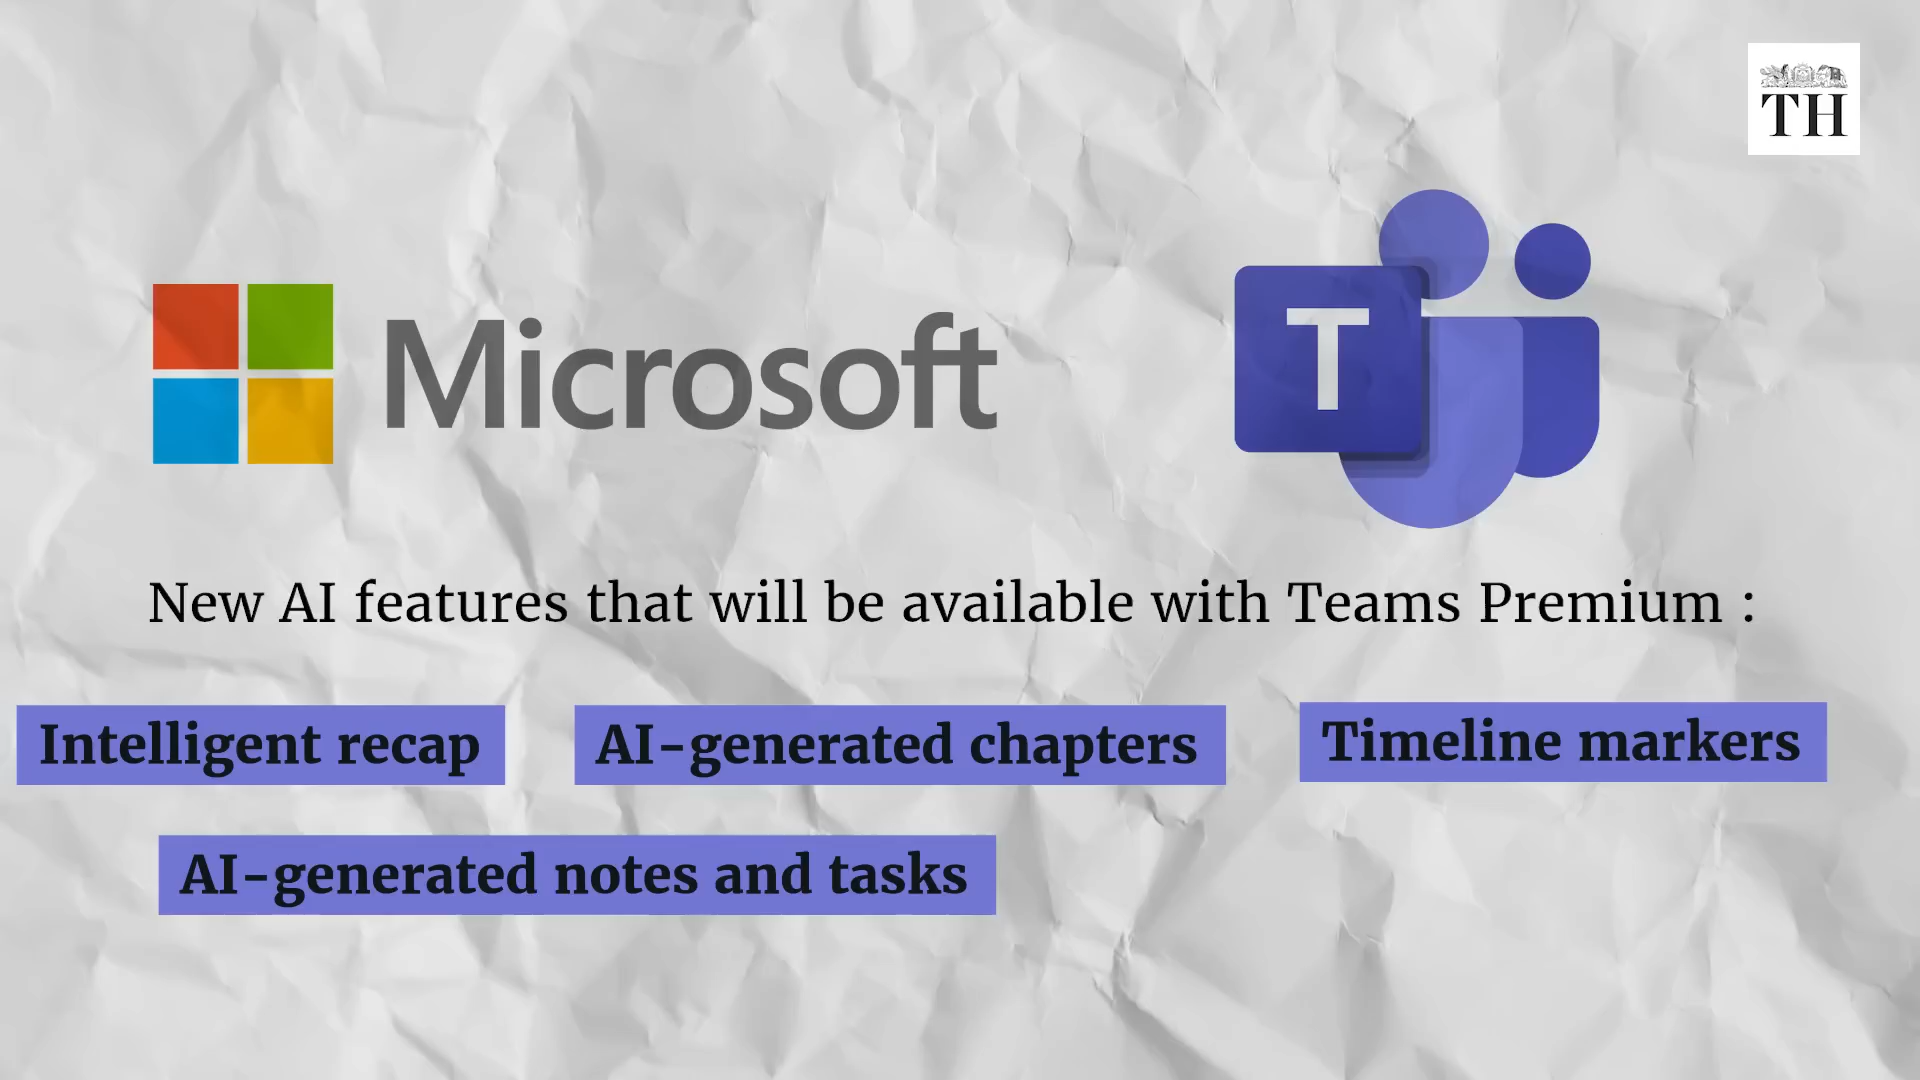 TH
Microsoft
T
New AI features that will be available with Teams Premium :
Intelligent recap
AI-generated chapters
Timeline markers
AI-generated notes and tasks